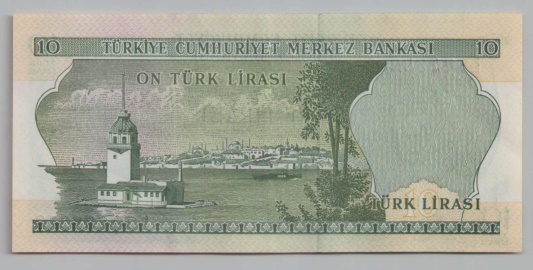 10 TÜRKİYE CUMHURİYET MERKEZ BANKASI 10
ON TÜRK LİRASI
10
TÜRK LİRASI